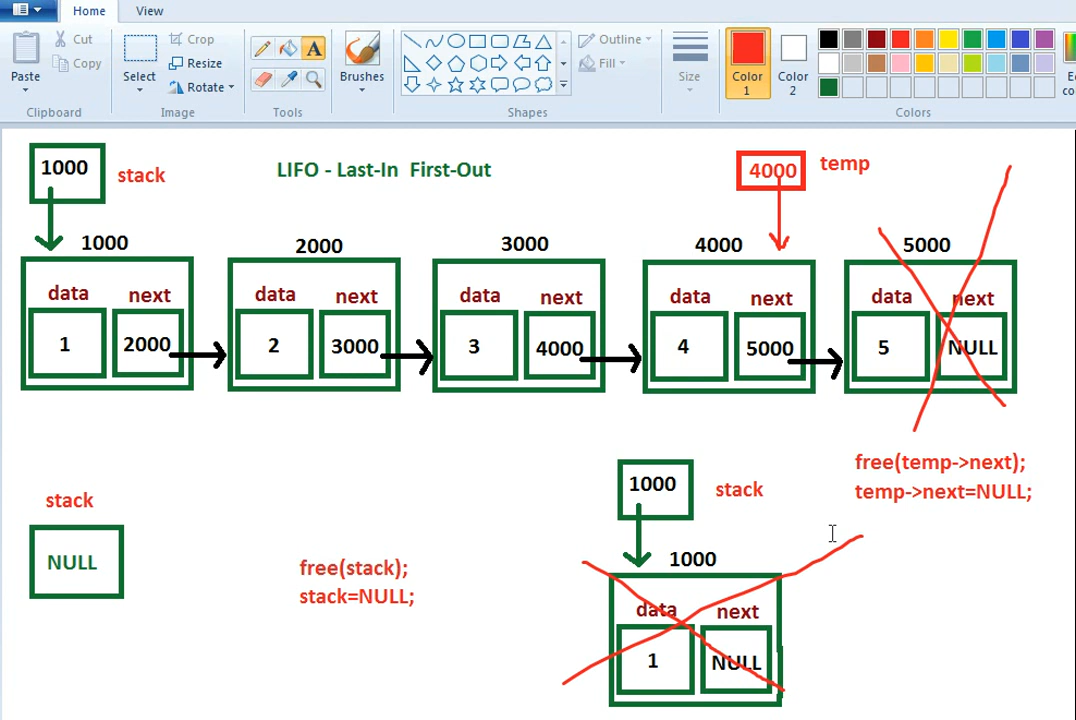 Home
View
Paste
Cut
Copy
Clipboard
Select
Crop
Resize
Rotate
Image
A
Tools
Brushes
Shapes
Outline
Fill
Size
Color
1
Color
2
Colors
1000
stack
LIFO - Last-In First-Out
4000
temp
1000
2000
3000
4000
5000
data next
data next
data next
data next
data next
1 2000
2 3000
3 4000
4 5000
5 NULL
free(temp->next);
temp->next=NULL;
stack
NULL
free(stack);
stack=NULL;
1000
stack
1000
data next
1 NULL